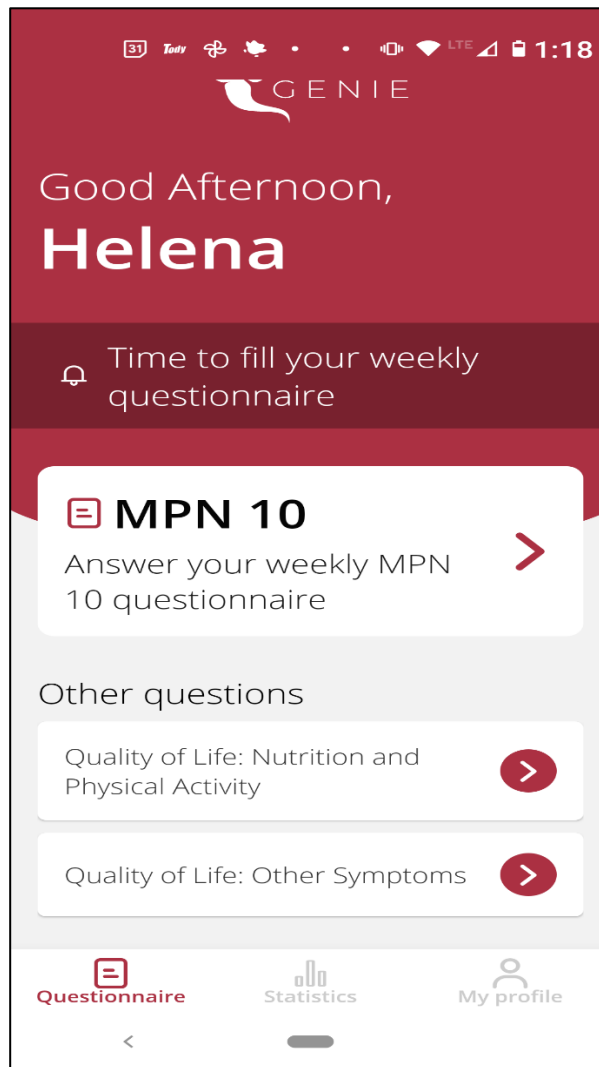 31 Tody LTE 1:18
GENIE
Good Afternoon,
Helena
Time to fill your weekly
questionnaire
MPN 10
Answer your weekly MPN
10 questionnaire
Other questions
Quality of Life: Nutrition and
Physical Activity
Quality of Life: Other Symptoms
Questionnaire Statistics My profile